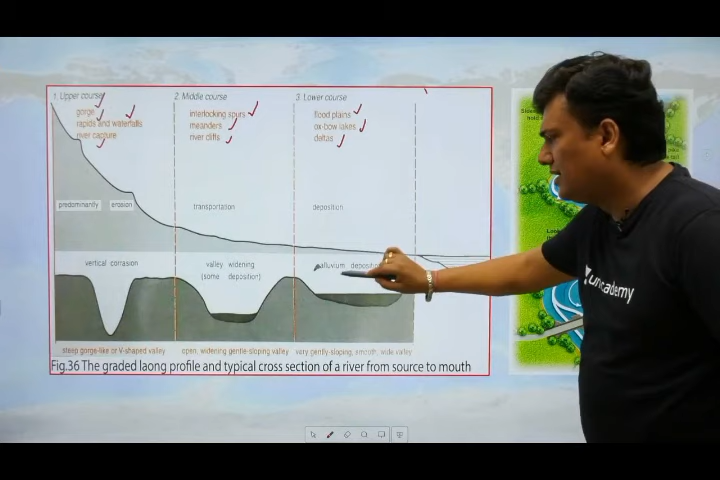 1. Upper course
gorge
rapids and waterfalls
river capture
2. Middle course
interlocking spurs
meanders
river cliffs
3. Lower course
flood plains
ox-bow lakes
deltas
predominantly erosion
transportation
deposition
vertical corrasion
valley widening
(some deposition)
alluvium
steep gorge-like or V-shaped valley
open, widening gentle-sloping valley
very gently-sloping, smooth, wide valley
Fig.36 The graded laong profile and typical cross section of a river from source to mouth
unacademy